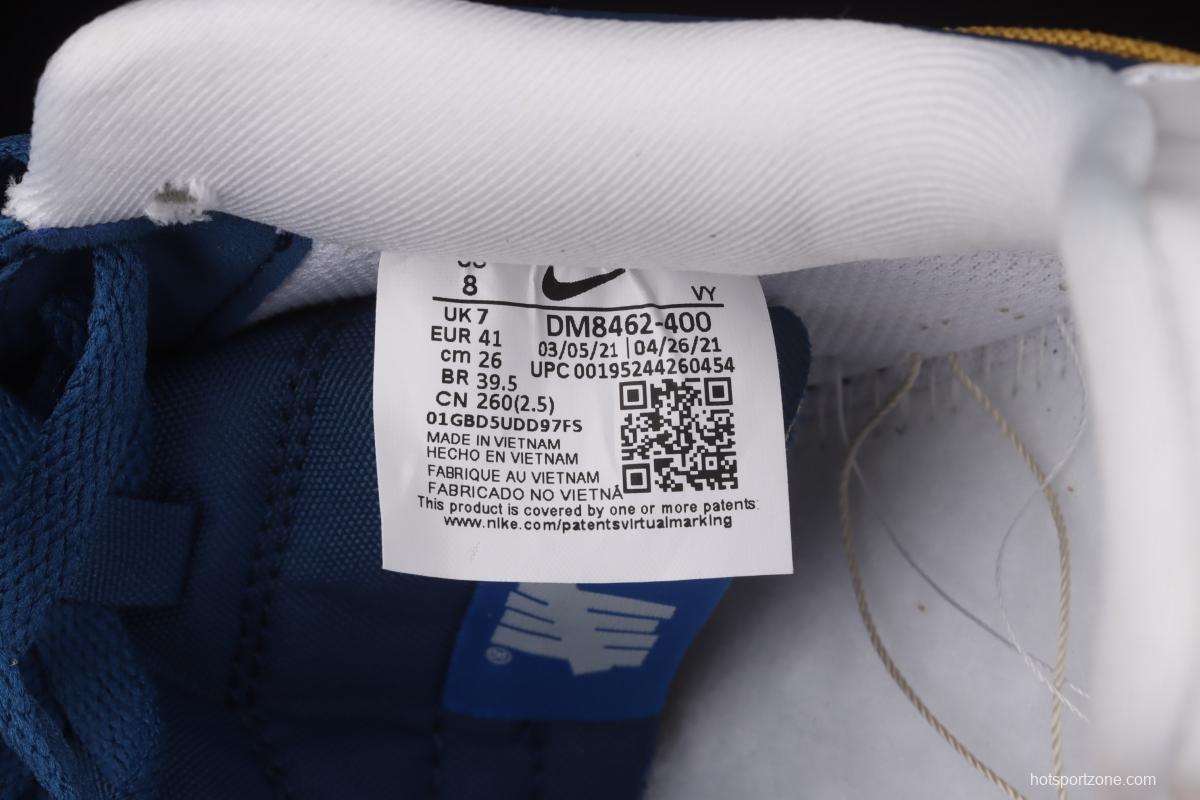 8
VY
UK 7
EUR 41
cm 26
BR 39.5
CN 260(2.5)
DM8462-400
03/05/21 | 04/26/21
UPC 00195244260454
01GBD5UDD97FS
MADE IN VIETNAM
HECHO EN VIETNAM
FABRIQUE AU VIETNAM
FABRICADO NO VIETNÃ
This product is covered by one or more patents:
www.nike.com/patentsvirtualmarking
®
hotsportzone.com